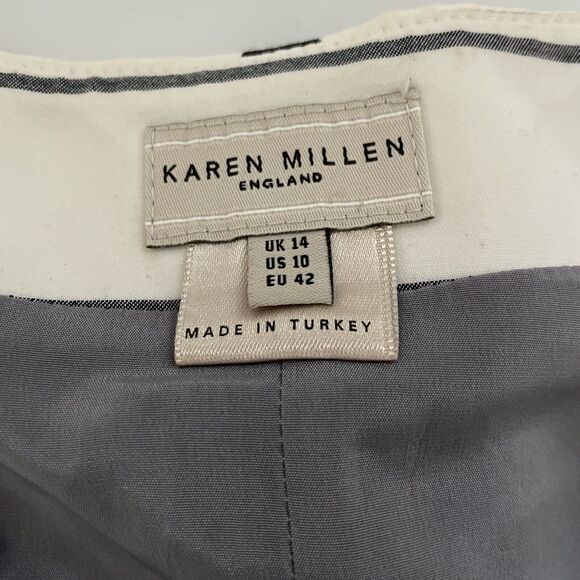 KAREN MILLEN
ENGLAND
UK 14
US 10
EU 42
MADE IN TURKEY